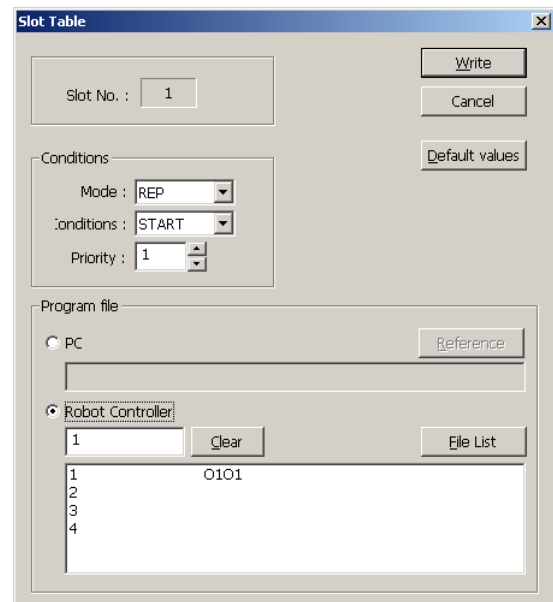 Slot Table
Write
Slot No. : 1
Cancel
Default values
Conditions
Mode : REP
Conditions : START
Priority : 1
Program file
PC
Reference
Robot Controller
1
Clear
File List
1 O1O1
2
3
4